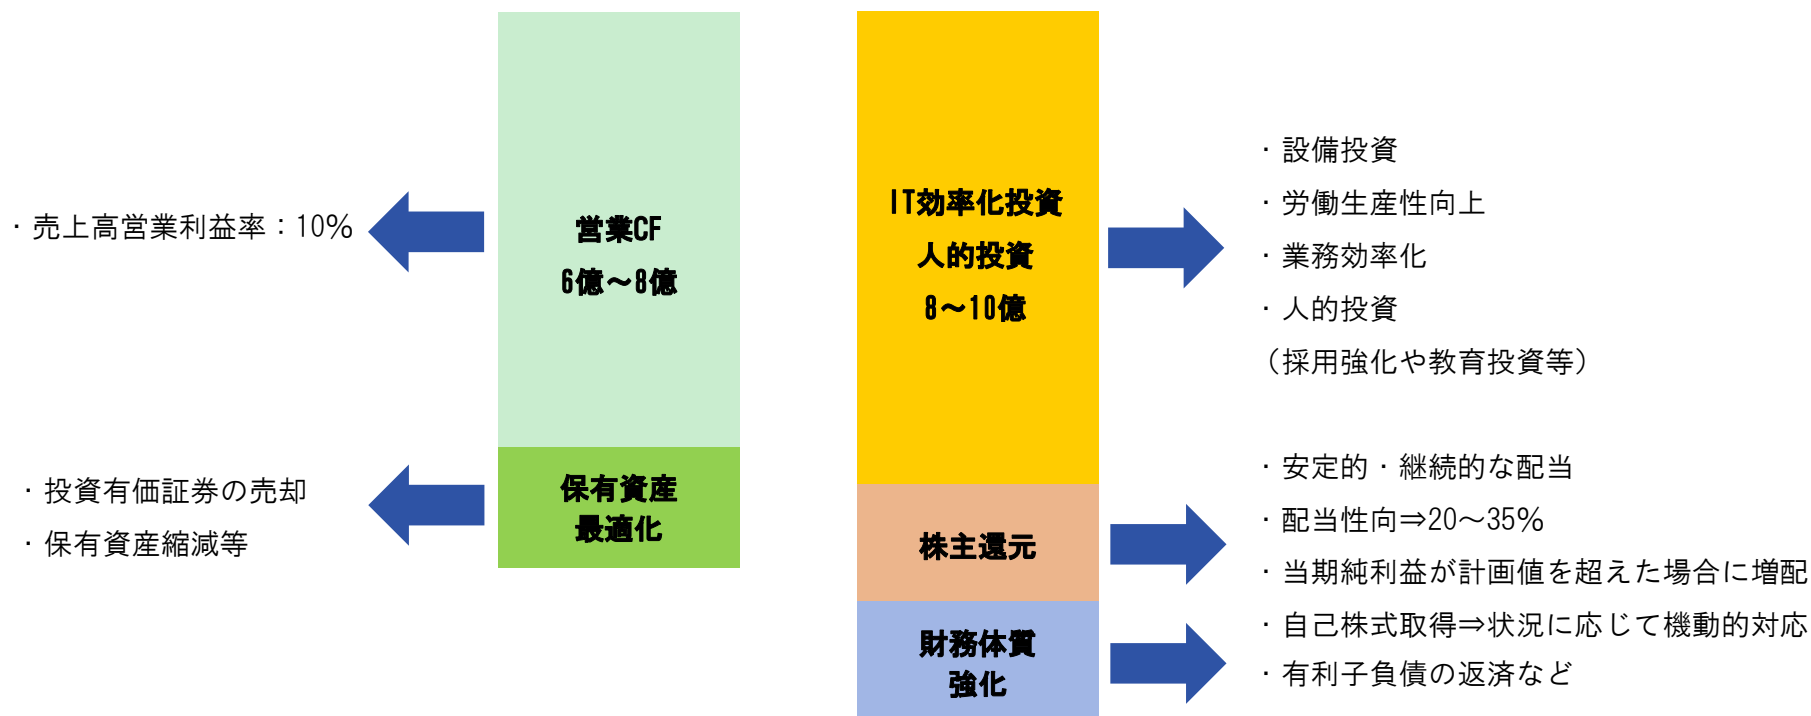 ・売上高営業利益率：10%
営業CF
6億～8億
・投資有価証券の売却
・保有資産縮減等
保有資産
最適化
IT効率化投資
人的投資
8～10億
・設備投資
・労働生産性向上
・業務効率化
・人的投資
（採用強化や教育投資等）
株主還元
・安定的・継続的な配当
・配当性向⇒20～35%
・当期純利益が計画値を超えた場合に増配
・自己株式取得⇒状況に応じて機動的対応
財務体質
強化
・有利子負債の返済など